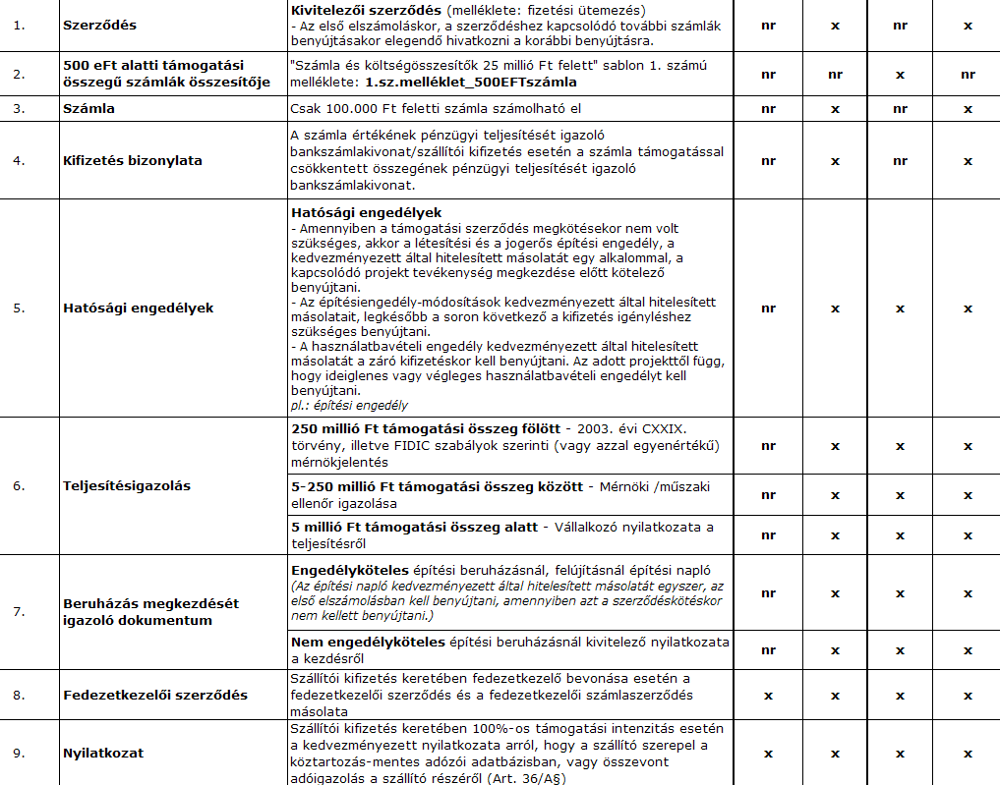 1.
Szerződés
Kivitelezői szerződés (melléklete: fizetési ütemezés)
- Az első elszámoláskor, a szerződéshez kapcsolódó további számlák
benyújtásakor elegendő hivatkozni a korábbi benyújtásra.
nr x nr x
2.
500 eFt alatti támogatási
összegű számlák összesítője
"Számla és költségösszesítők 25 millió Ft felett" sablon 1. számú
melléklete: 1.sz.melléklet_500EFTszámla
nr nr x nr
3.
Számla
Csak 100.000 Ft feletti számla számolható el
nr x nr x
4.
Kifizetés bizonylata
A számla értékének pénzügyi teljesítését igazoló
bankszámlakivonat/szállítói kifizetés esetén a számla támogatással
csökkentett összegének pénzügyi teljesítését igazoló
bankszámlakivonat.
nr x nr x
5.
Hatósági engedélyek
Hatósági engedélyek
- Amennyiben a támogatási szerződés megkötésekor nem volt
szükséges, akkor a létesítési és a jogerős építési engedély, a
kedvezményezett által hitelesített másolatát egy alkalommal, a
kapcsolódó projekt tevékenység megkezdése előtt kötelező
benyújtani.
- Az építésiengedély-módosítások kedvezményezett által hitelesített
másolatait, legkésőbb a soron következő a kifizetés igényléshez
szükséges benyújtani.
- A használatbavételi engedély kedvezményezett által hitelesített
másolatát a záró kifizetéskor kell benyújtani. Az adott projekttől függ,
hogy ideiglenes vagy végleges használatbavételi engedélyt kell
benyújtani.
pl.: építési engedély
nr x x x
6.
Teljesítésigazolás
250 millió Ft támogatási összeg fölött - 2003. évi CXXIX.
törvény, illetve FIDIC szabályok szerinti (vagy azzal egyenértékű)
mérnökjelentés
nr x x x
5-250 millió Ft támogatási összeg között - Mérnöki /műszaki
ellenőr igazolása
nr x x x
5 millió Ft támogatási összeg alatt - Vállalkozó nyilatkozata a
teljesítésről
nr x x x
7.
Beruházás megkezdését
igazoló dokumentum
Engedélyköteles építési beruházásnál, felújításnál építési napló
(Az építési napló kedvezményezett által hitelesített másolatát egyszer, az
első elszámolásban kell benyújtani, amennyiben azt a szerződéskötéskor
nem kellett benyújtani.)
nr x x x
Nem engedélyköteles építési beruházásnál kivitelező nyilatkozata
a kezdésről
nr x x x
8.
Fedezetkezelői szerződés
Szállítói kifizetés keretében fedezetkezelő bevonása esetén a
fedezetkezelői szerződés és a fedezetkezelői számlaszerződés
másolata
x x x x
9.
Nyilatkozat
Szállítói kifizetés keretében 100%-os támogatási intenzitás esetén
a kedvezményezett nyilatkozata arról, hogy a szállító szerepel a
köztartozás-mentes adózói adatbázisban, vagy összevont
adóigazolás a szállító részéről (Art. 36/A§)
x x x x